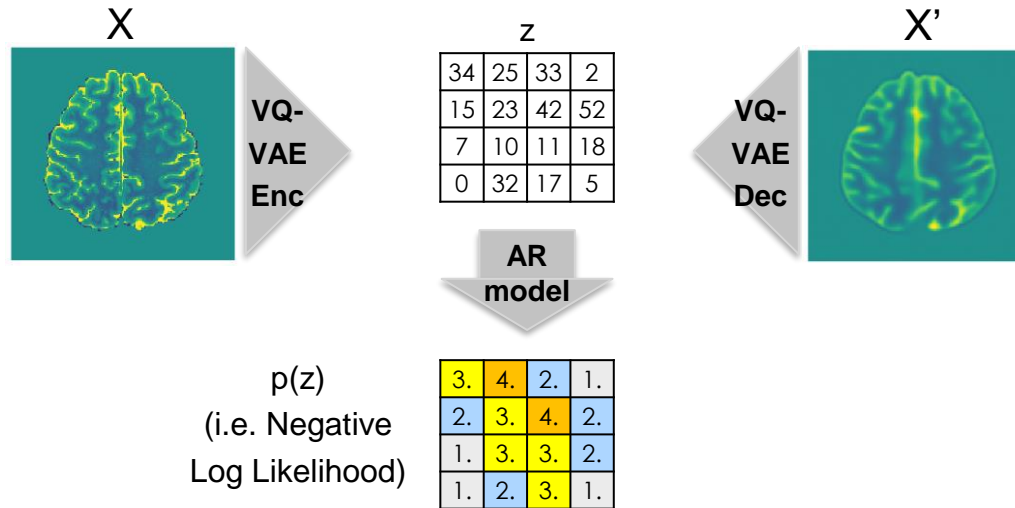 X
z
X'
34 25 33 2
15 23 42 52
7 10 11 18
0 32 17 5
VQ-
VAE
Enc
VQ-
VAE
Dec
AR
model
p(z)
(i.e. Negative
Log Likelihood)
3. 4. 2. 1.
2. 3. 4. 2.
1. 3. 3. 2.
1. 2. 3. 1.